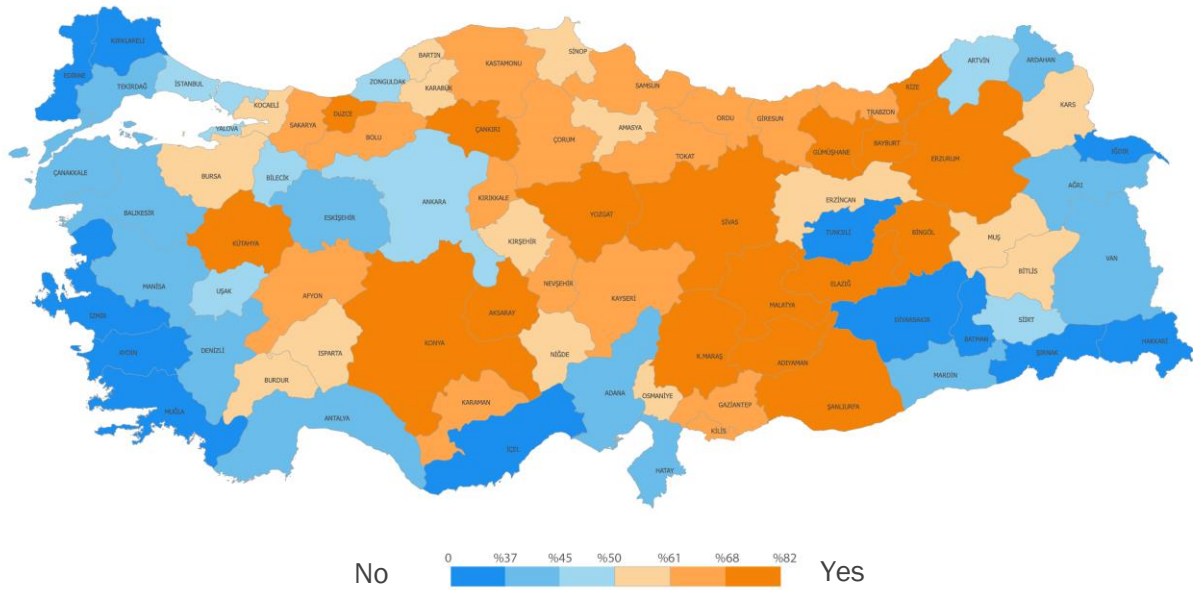 KIRKLARELİ
EDİRNE
TEKİRDAĞ
İSTANBUL
KOCAELİ
YALOVA
SAKARYA
DÜZCE
BOLU
ZONGULDAK
BARTIN
KARABÜK
KASTAMONU
SİNOP
SAMSUN
ÇANKIRI
ÇORUM
AMASYA
ORDU
GİRESUN
TRABZON
RİZE
ARTVİN
ARDAHAN
KARS
IĞDIR
GÜMÜŞHANE
BAYBURT
ERZURUM
AĞRI
TOKAT
ÇANAKKALE
BURSA
BİLECİK
BALIKESİR
ESKİŞEHİR
ANKARA
KIRIKKALE
YOZGAT
SİVAS
ERZİNCAN
TUNCELİ
BİNGÖL
MUŞ
BİTLİS
VAN
KÜTAHYA
KIRŞEHİR
MANİSA
UŞAK
AFYON
NEVŞEHİR
KAYSERİ
MALATYA
ELAZIĞ
DİYARBAKIR
BATMAN
SİİRT
İZMİR
AYDIN
DENİZLİ
ISPARTA
KONYA
AKSARAY
NİĞDE
K.MARAŞ
ADIYAMAN
MARDİN
ŞIRNAK
HAKKARİ
BURDUR
MUĞLA
ANTALYA
KARAMAN
İÇEL
ADANA
OSMANİYE
GAZİANTEP
KİLİS
ŞANLIURFA
HATAY
0 %37 %45 %50 %61 %68 %82
No Yes